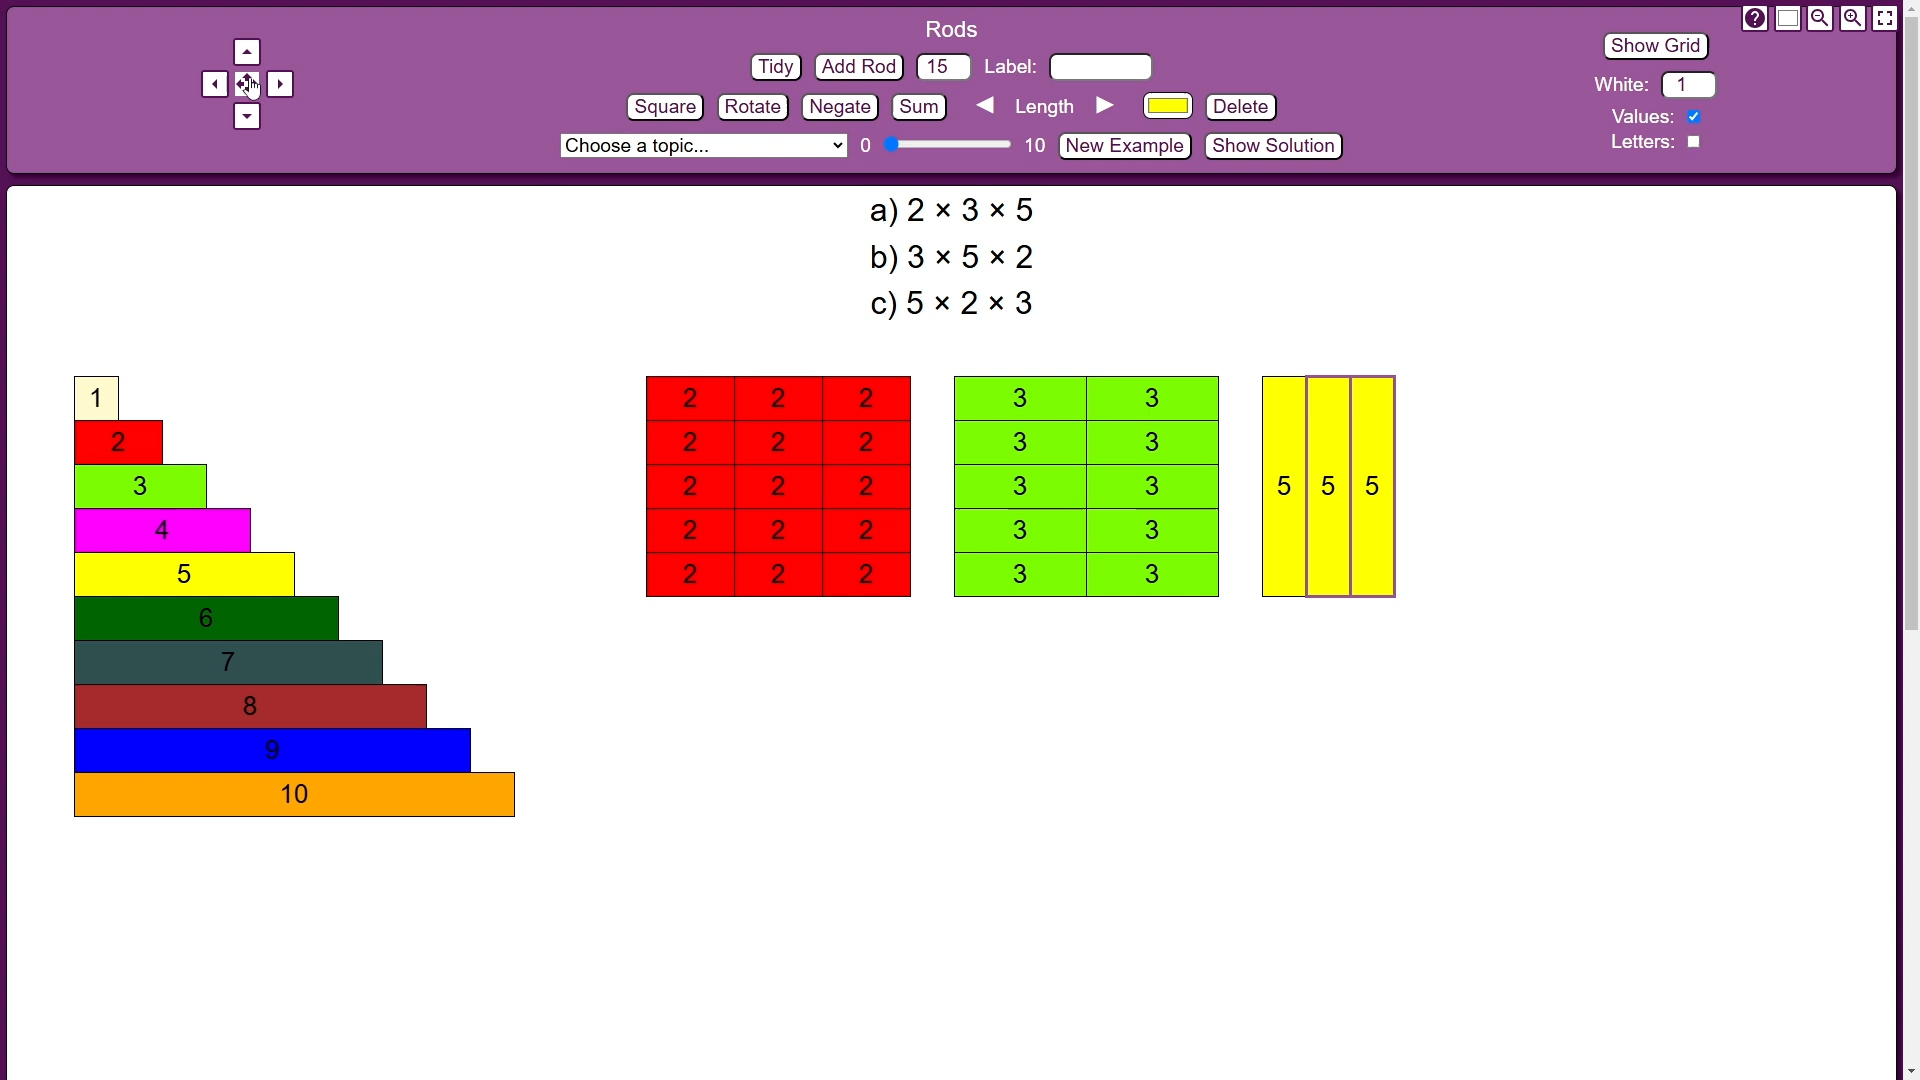 Rods
Tidy Add Rod 15 Label:
Square Rotate Negate Sum Length Delete
Choose a topic... 0 10 New Example Show Solution
?
Show Grid
White: 1
Values:
Letters:
a) 2 × 3 × 5
b) 3 × 5 × 2
c) 5 × 2 × 3
1
2
3
4
5
6
7
8
9
10
2 2 2
2 2 2
2 2 2
2 2 2
2 2 2
3 3
3 3
3 3
3 3
3 3
5 5 5